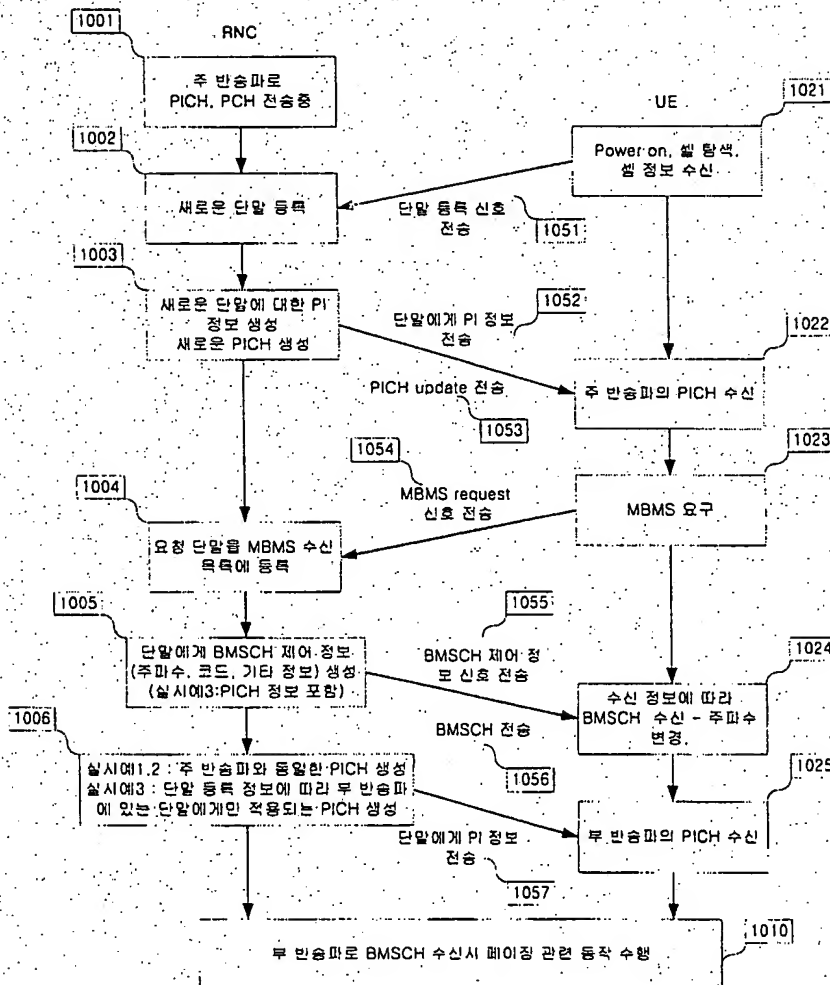 1001
RNC
주 반송파로
PICH, PCH 전송중
1021
UE
1002
Power on, 셀 탐색,
셀 정보 수신
새로운 단말 등록
단말 등록 신호
전송
1051
1003
1052
새로운 단말에 대한 PI
정보 생성
새로운 PICH 생성
단말에게 PI 정보
전송
1022
PICH update 전송
주 반송파의 PICH 수신
1053
1054
1023
1004
MBMS request
신호 전송
MBMS 요구
요청 단말을 MBMS 수신
목록에 등록
1005
1055
단말에게 BMSCH 제어 정보
(주파수, 코드, 기타 정보) 생성
(실시예3:PICH 정보 포함)
BMSCH 제어 정
보 신호 전송
1024
수신 정보에 따라
BMSCH 수신 - 주파수
변경.
1006
BMSCH 전송
1056
1025
실시예1.2 : 주 반송파와 동일한 PICH 생성
실시예3 : 단말 등록 정보에 따라 부 반송파
에 있는 단말에게만 적용되는 PICH 생성
부 반송파의 PICH 수신
단말에게 PI 정보
전송
1057
1010
부 반송파로 BMSCH 수신시 페이징 관련 동작 수행